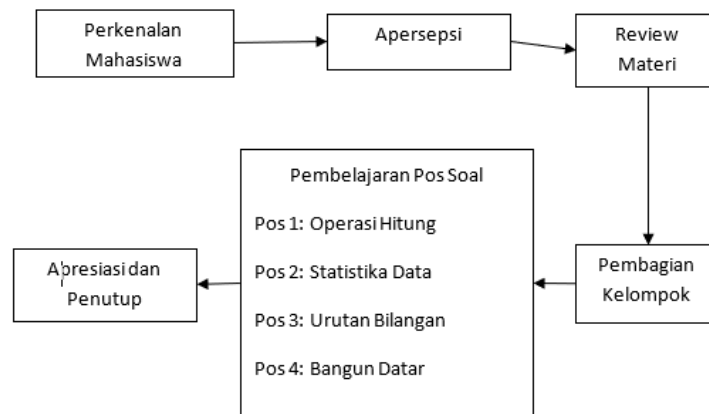 Perkenalan
Mahasiswa
Apersepsi
Review
Materi
Pembagian
Kelompok
Pembelajaran Pos Soal
Pos 1: Operasi Hitung
Pos 2: Statistika Data
Pos 3: Urutan Bilangan
Pos 4: Bangun Datar
Apresiasi dan
Penutup